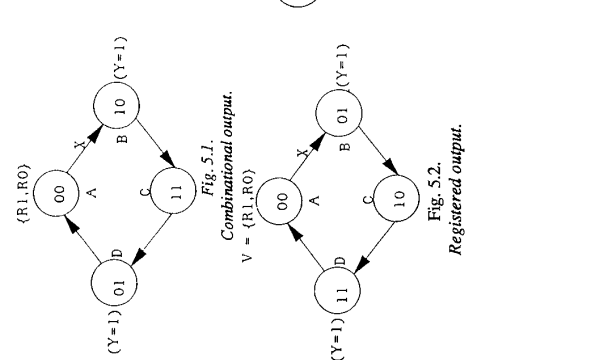 {R1,R0}
00
X
A
(Y=1) 01 D B 10 (Y=1)
C
11
Fig. 5.1.
Combinational output.
V = {R1,R0}
00
X
A
(Y=1) 11 D B 01 (Y=1)
C
10
Fig. 5.2.
Registered output.